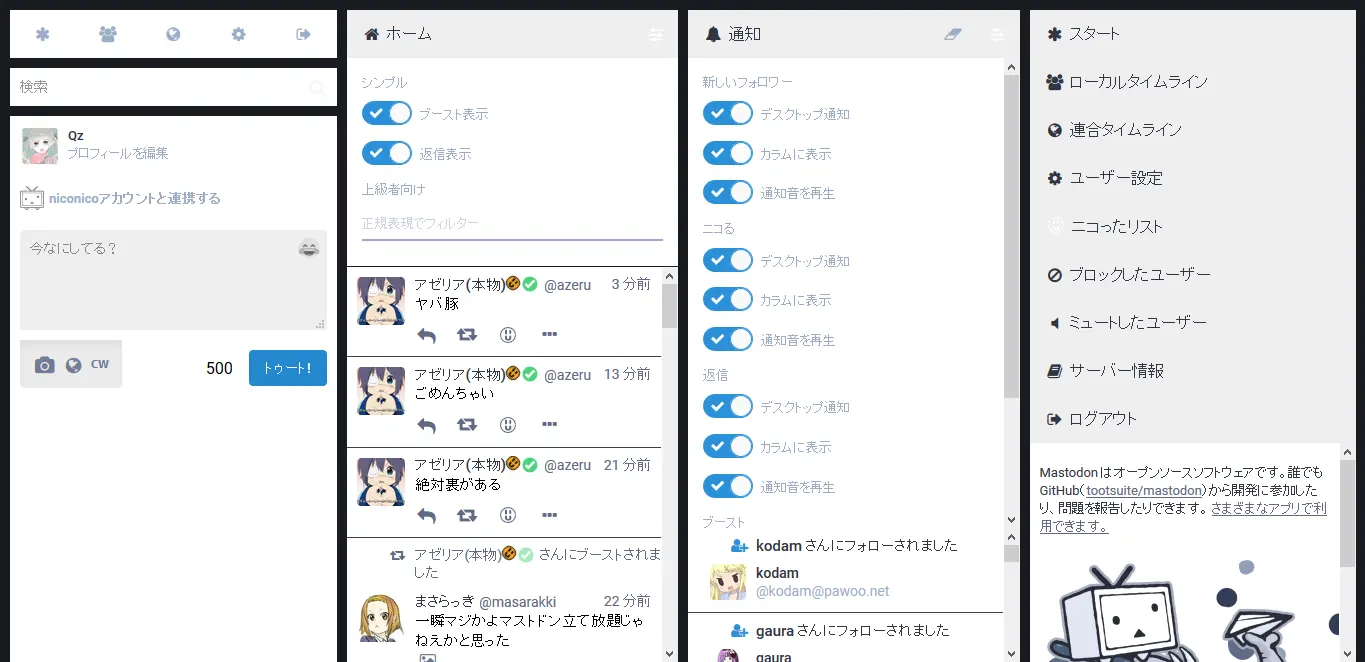 検索
Qz
プロフィールを編集
niconicoアカウントと連携する
今なにしてる？
CW
500
トゥート!
ホーム
シンプル
ブースト表示
返信表示
上級者向け
正規表現でフィルター
アゼリア(本物) @azeru 3 分前
ヤバ豚
アゼリア(本物) @azeru 13 分前
ごめんちゃい
アゼリア(本物) @azeru 21 分前
絶対裏がある
アゼリア(本物) さんにブーストされま
した
まさらっき @masarakki 22 分前
一瞬マジかよマストドン立て放題じゃ
ねえかと思った
通知
新しいフォロワー
デスクトップ通知
カラムに表示
通知音を再生
ニコる
デスクトップ通知
カラムに表示
通知音を再生
返信
デスクトップ通知
カラムに表示
通知音を再生
ブースト
kodam さんにフォローされました
kodam
@kodam@pawoo.net
gaura さんにフォローされました
gaura
スタート
ローカルタイムライン
連合タイムライン
ユーザー設定
ニコったリスト
ブロックしたユーザー
ミュートしたユーザー
サーバー情報
ログアウト
Mastodon はオープンソースソフトウェアです。誰でも
GitHub（tootsuite/mastodon）から開発に参加した
り、問題を報告したりできます。さまざまなアプリで利
用できます。